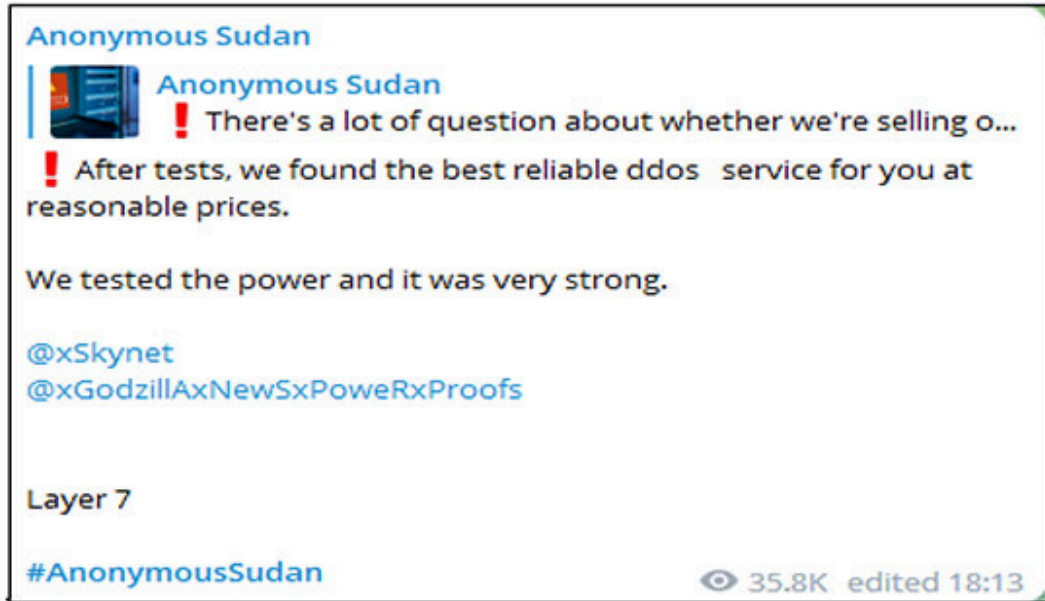 Anonymous Sudan
Anonymous Sudan
❗ There's a lot of question about whether we're selling o...
❗ After tests, we found the best reliable ddos service for you at
reasonable prices.
We tested the power and it was very strong.
@xSkynet
@xGodzillAxNewSxPoweRxProofs
Layer 7
#AnonymousSudan
35.8K edited 18:13